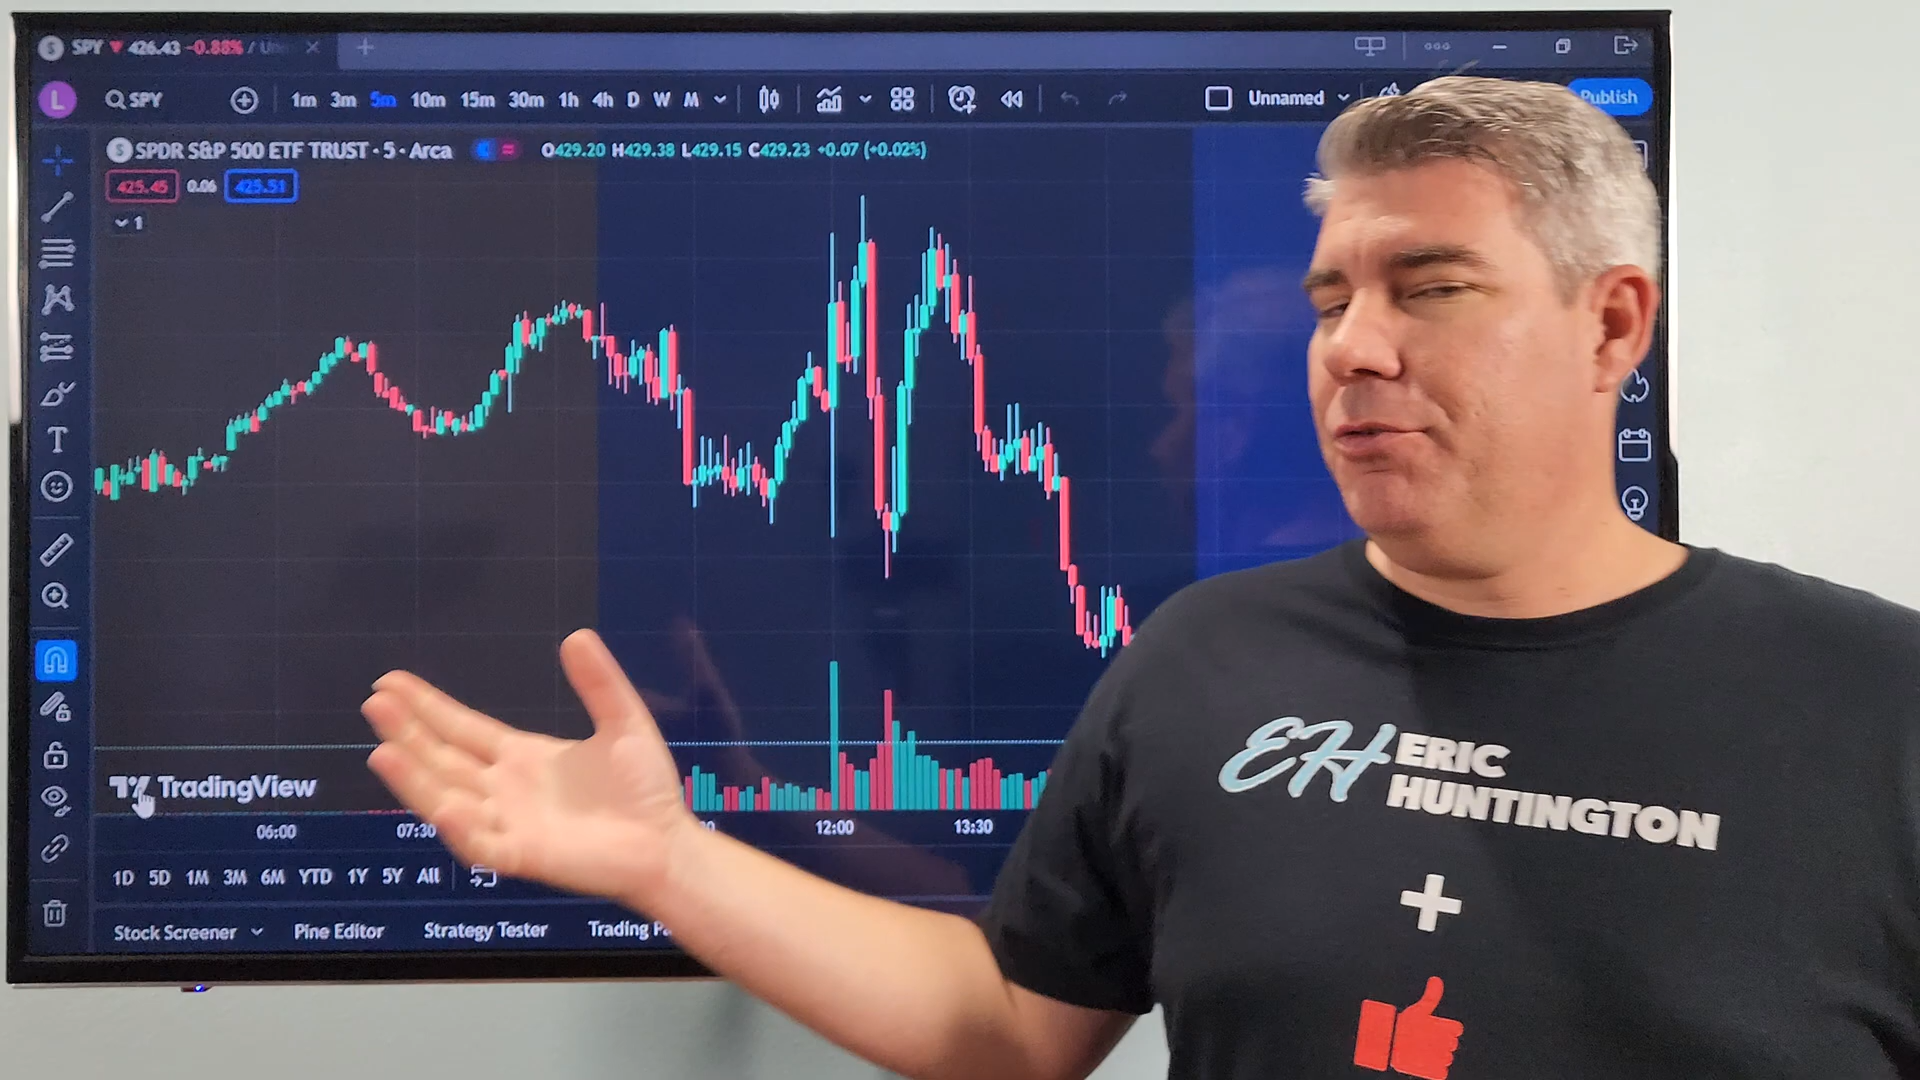 SPY 426.43 -0.88% / Un
L SPY 1m 3m 5m 10m 15m 30m 1h 4h D W M Unnamed Publish
SPDR S&P 500 ETF TRUST · 5 · Arca O429.20 H429.38 L429.15 C429.23 +0.07 (+0.02%)
425.45 0.06 425.51
1
T
ERIC
EH
HUNTINGTON
+
TradingView
06:00 07:30 12:00 13:30
1D 5D 1M 3M 6M YTD 1Y 5Y All
Stock Screener Pine Editor Strategy Tester Trading